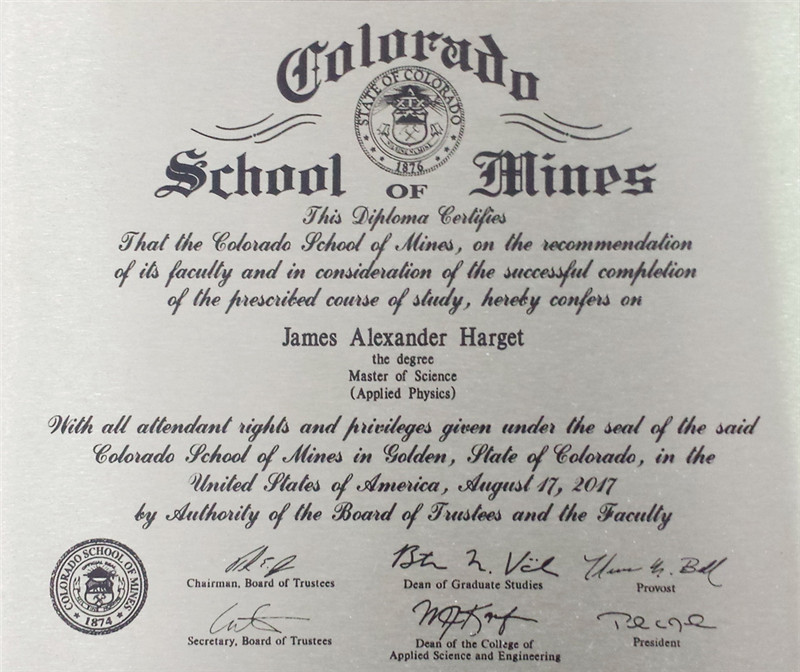 Colorado
STATE OF COLORADO
1876
School OF Mines
This Diploma Certifies
That the Colorado School of Mines, on the recommendation
of its faculty and in consideration of the successful completion
of the prescribed course of study, hereby confers on
James Alexander Harget
the degree
Master of Science
(Applied Physics)
With all attendant rights and privileges given under the seal of the said
Colorado School of Mines in Golden, State of Colorado, in the
United States of America, August 17, 2017
by Authority of the Board of Trustees and the Faculty
COLORADO SCHOOL OF MINES
1874
Chairman, Board of Trustees
Dean of Graduate Studies
Provost
Secretary, Board of Trustees
Dean of the College of
Applied Science and Engineering
President